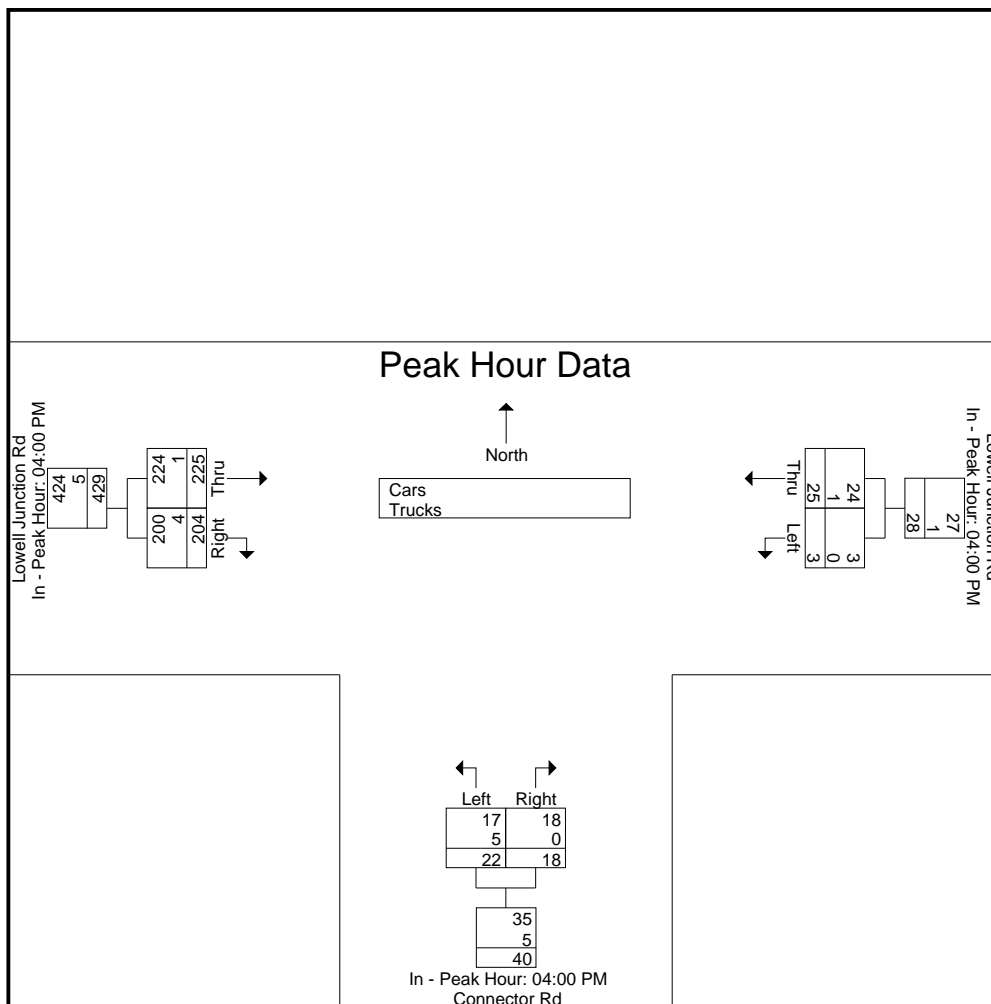 Peak Hour Data
North
Cars
Trucks
Lowell Junction Rd
In - Peak Hour: 04:00 PM
424
5
429
224
1
225
Thru
200
4
204
Right
Thru
24
1
25
Left
3
0
3
27
1
28
In - Peak Hour: 04:00 PM
Lowell Junction Rd
Left Right
17 18
5 0
22 18
35
5
40
In - Peak Hour: 04:00 PM
Connector Rd